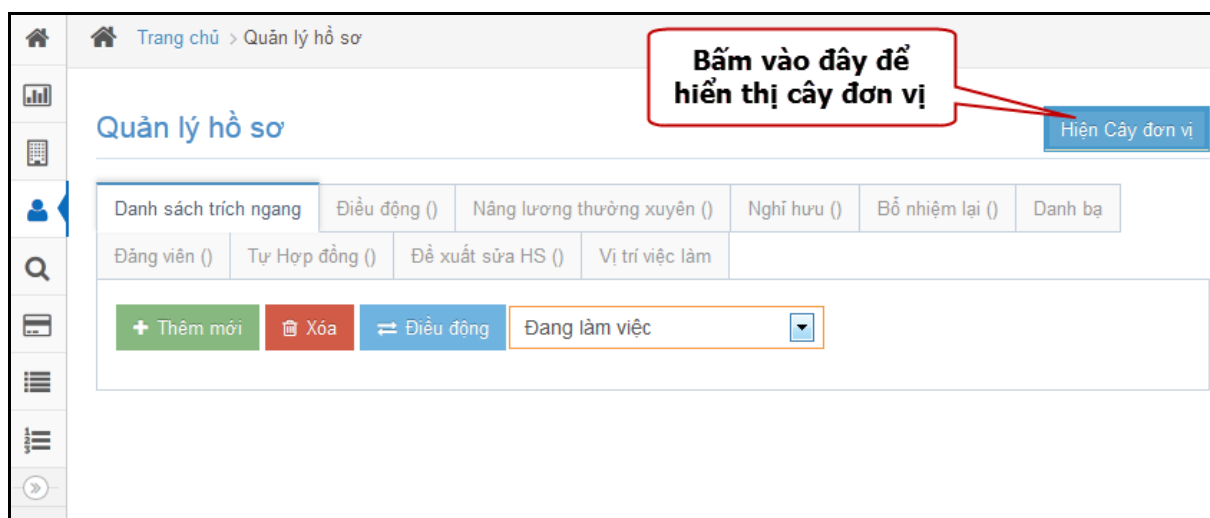 Trang chủ > Quản lý hồ sơ
Bấm vào đây để
hiển thị cây đơn vị
Quản lý hồ sơ
Hiện Cây đơn vị
Danh sách trích ngang Điều động () Nâng lương thường xuyên () Nghỉ hưu () Bổ nhiệm lại () Danh bạ
Đảng viên () Tự Hợp đồng () Đề xuất sửa HS () Vị trí việc làm
Thêm mới Xóa Điều động Đang làm việc